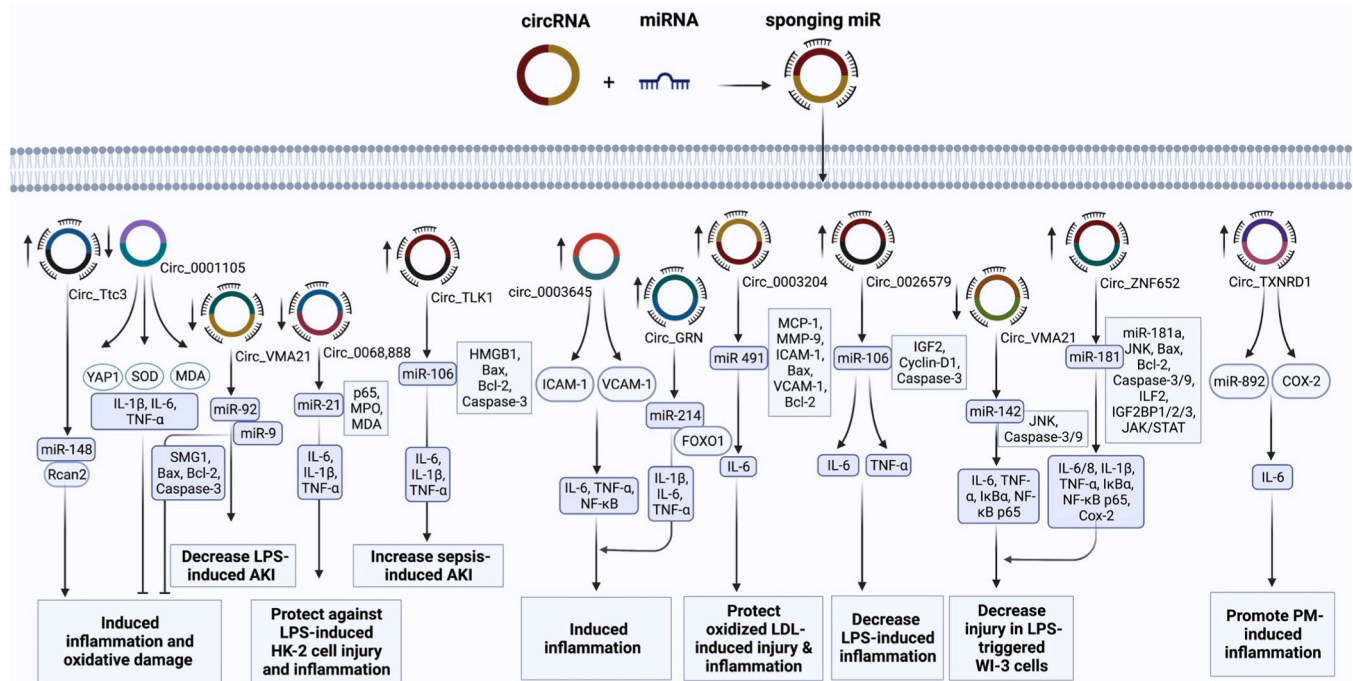 circRNA
miRNA
sponging miR
+
Circ_Ttc3
Circ_0001105
YAP1
SOD
MDA
IL-1β, IL-6,
TNF-α
miR-148
Rcan2
Circ_VMA21
miR-92
miR-9
SMG1,
Bax, Bcl-2,
Caspase-3
Decrease LPS-
induced AKI
Induced
inflammation and
oxidative damage
Circ_0068,888
miR-21
p65,
MPO,
MDA
IL-6,
IL-1β,
TNF-α
Protect against
LPS-induced
HK-2 cell injury
and inflammation
Circ_TLK1
miR-106
HMGB1,
Bax,
Bcl-2,
Caspase-3
IL-6,
IL-1β,
TNF-α
Increase sepsis-
induced AKI
circ_0003645
ICAM-1
VCAM-1
IL-6, TNF-α,
NF-κB
Circ_GRN
miR-214
FOXO1
IL-1β,
IL-6,
TNF-α
Induced
inflammation
Circ_0003204
miR 491
MCP-1,
MMP-9,
ICAM-1,
Bax,
VCAM-1,
Bcl-2
IL-6
Protect
oxidized LDL-
induced injury &
inflammation
Circ_0026579
miR-106
IGF2,
Cyclin-D1,
Caspase-3
IL-6
TNF-α
Decrease
LPS-induced
inflammation
Circ_VMA21
miR-142
JNK,
Caspase-3/9
IL-6, TNF-
α, IκBα, NF-
κB p65
Circ_ZNF652
miR-181
miR-181a,
JNK, Bax,
Bcl-2,
Caspase-3/9,
ILF2,
IGF2BP1/2/3,
JAK/STAT
IL-6/8, IL-1β,
TNF-α, IκBα,
NF-κB p65,
Cox-2
Decrease
injury in LPS-
triggered
WI-3 cells
Circ_TXNRD1
miR-892
COX-2
IL-6
Promote PM-
induced
inflammation